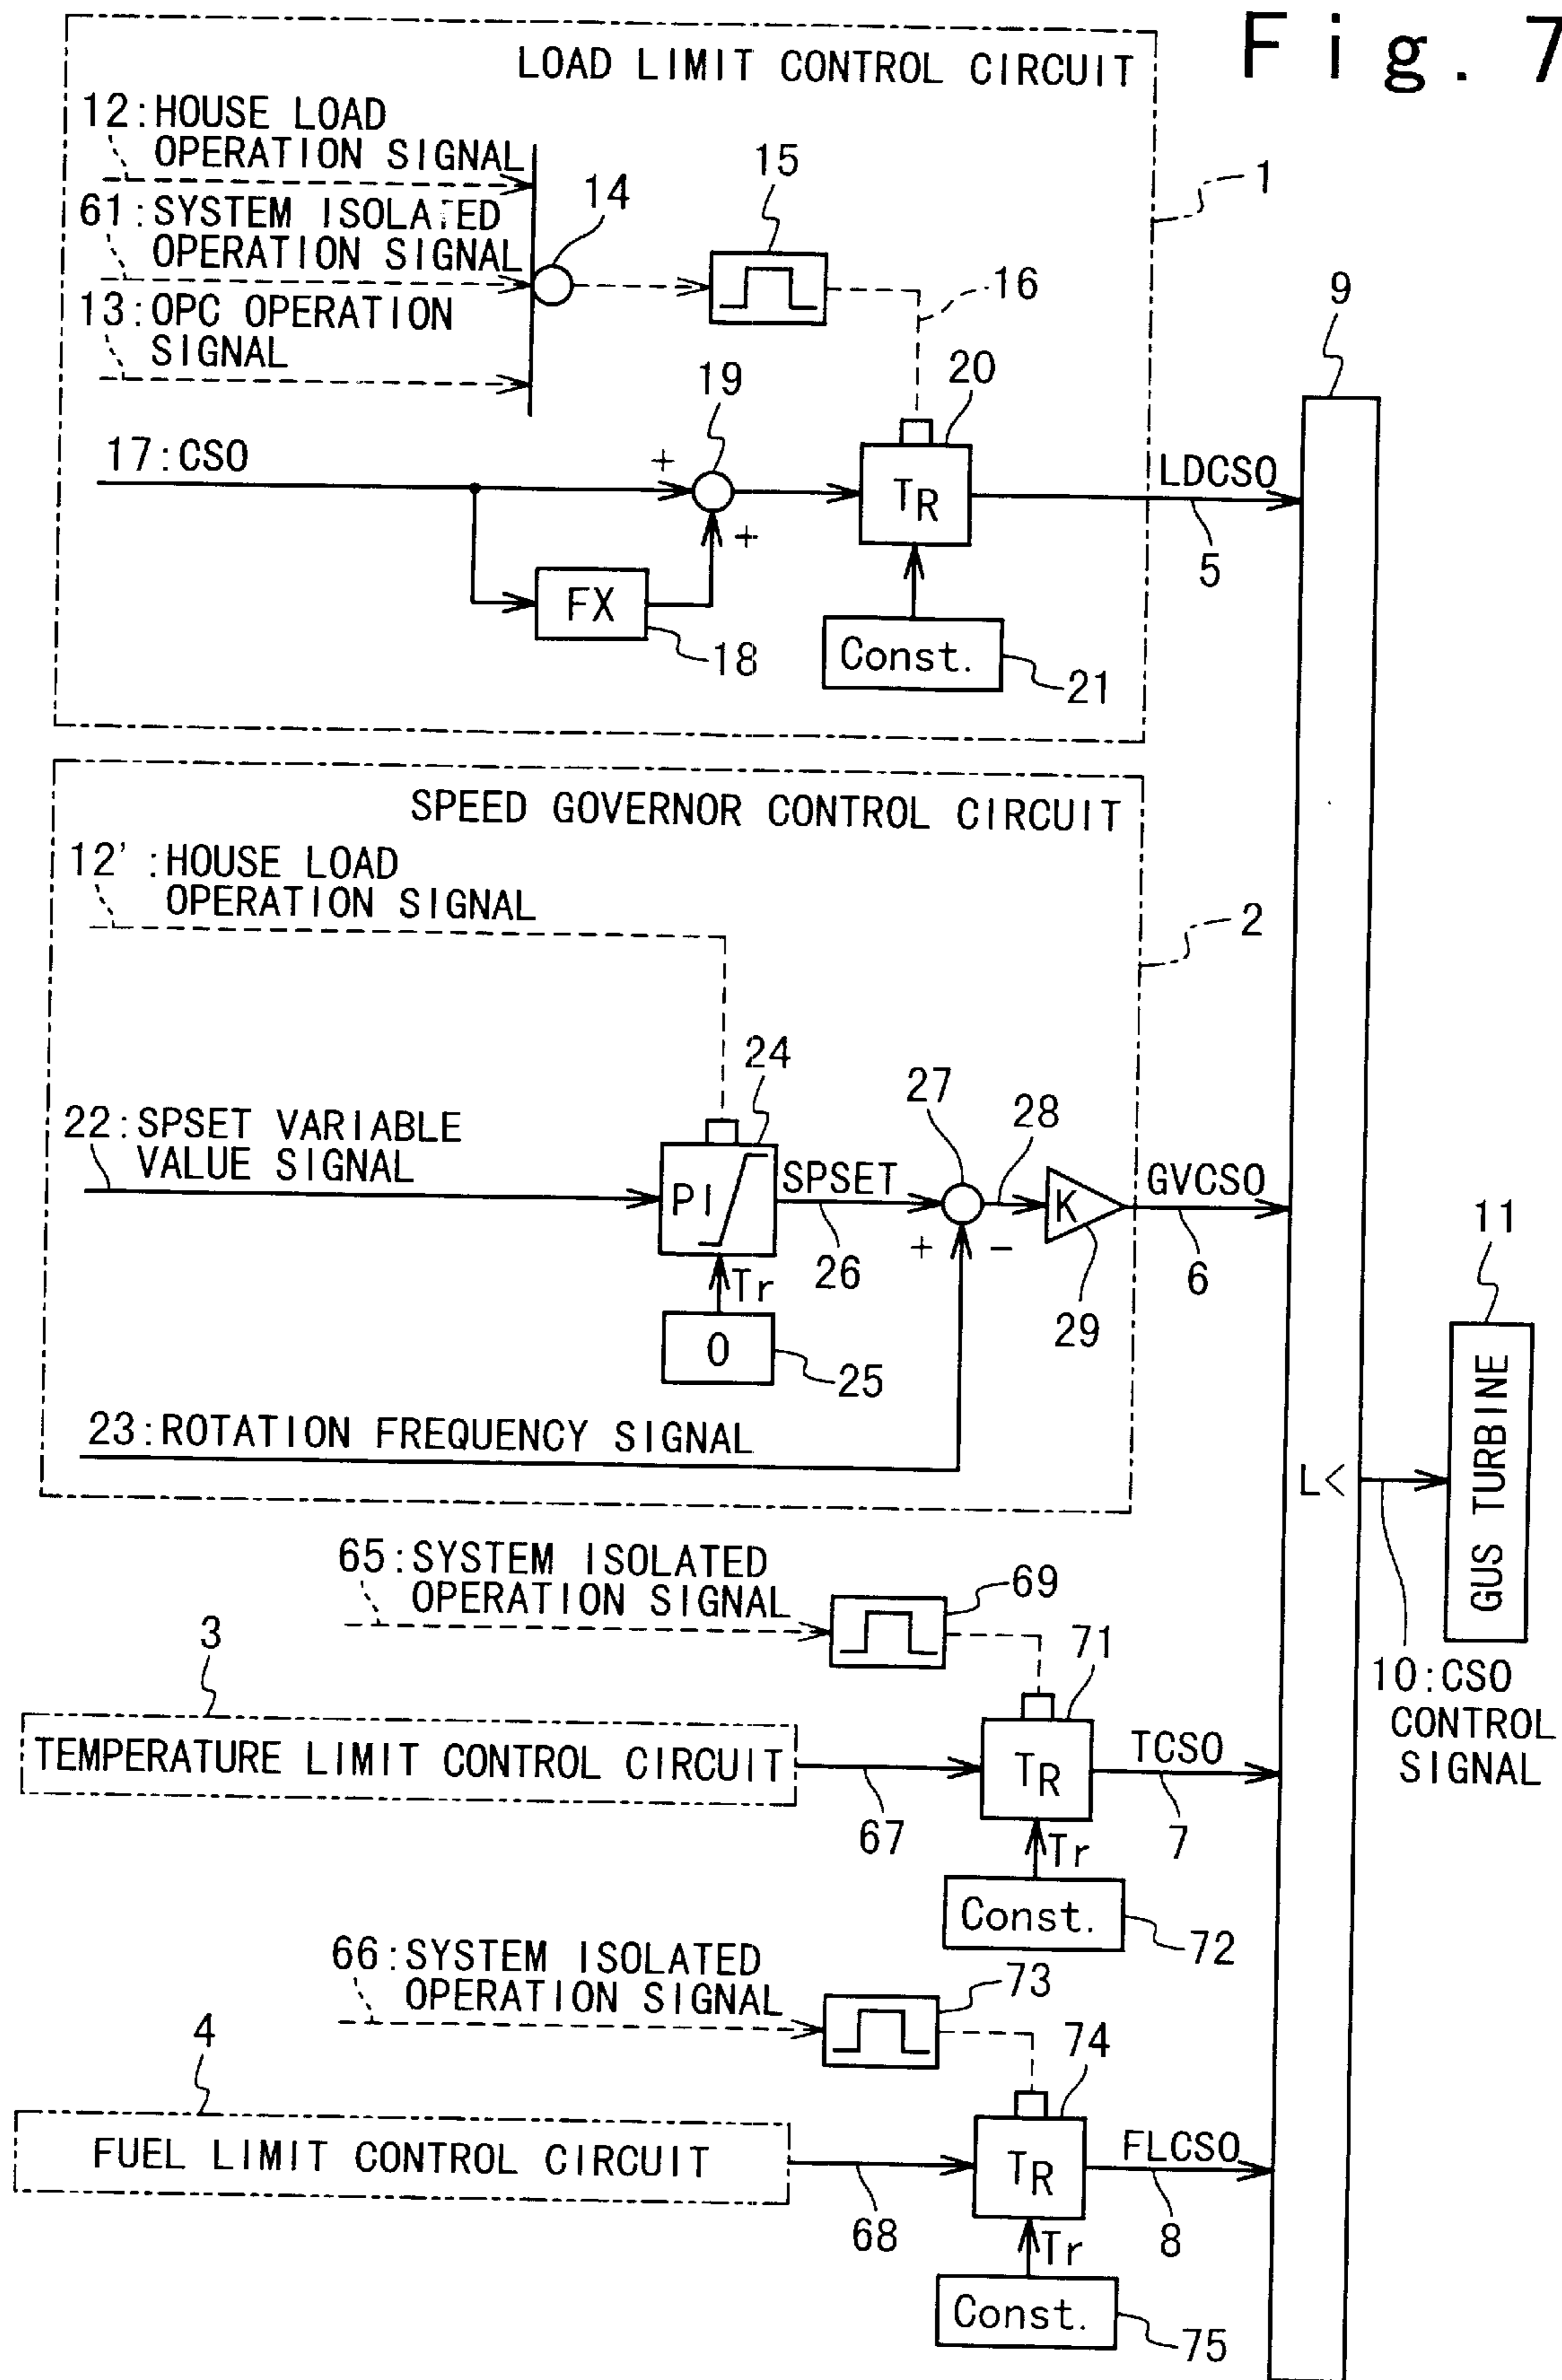 Fig. 7
LOAD LIMIT CONTROL CIRCUIT
12:HOUSE LOAD
OPERATION SIGNAL
61:SYSTEM ISOLATED
OPERATION SIGNAL
13:OPC OPERATION
SIGNAL
14
15
16
1
9
17:CSO
+
19
+
20
TR
LDCSO
5
FX
18
Const.
21
SPEED GOVERNOR CONTROL CIRCUIT
12':HOUSE LOAD
OPERATION SIGNAL
2
22:SPSET VARIABLE
VALUE SIGNAL
24
PI
SPSET
26
27
28
+
-
K
29
GVCSO
6
Tr
0
25
23:ROTATION FREQUENCY SIGNAL
L<
11
GUS TURBINE
10:CSO
CONTROL
SIGNAL
65:SYSTEM ISOLATED
OPERATION SIGNAL
69
3
TEMPERATURE LIMIT CONTROL CIRCUIT
67
71
TR
TCSO
7
Tr
Const.
72
66:SYSTEM ISOLATED
OPERATION SIGNAL
73
4
FUEL LIMIT CONTROL CIRCUIT
68
74
TR
FLCSO
8
Tr
Const.
75